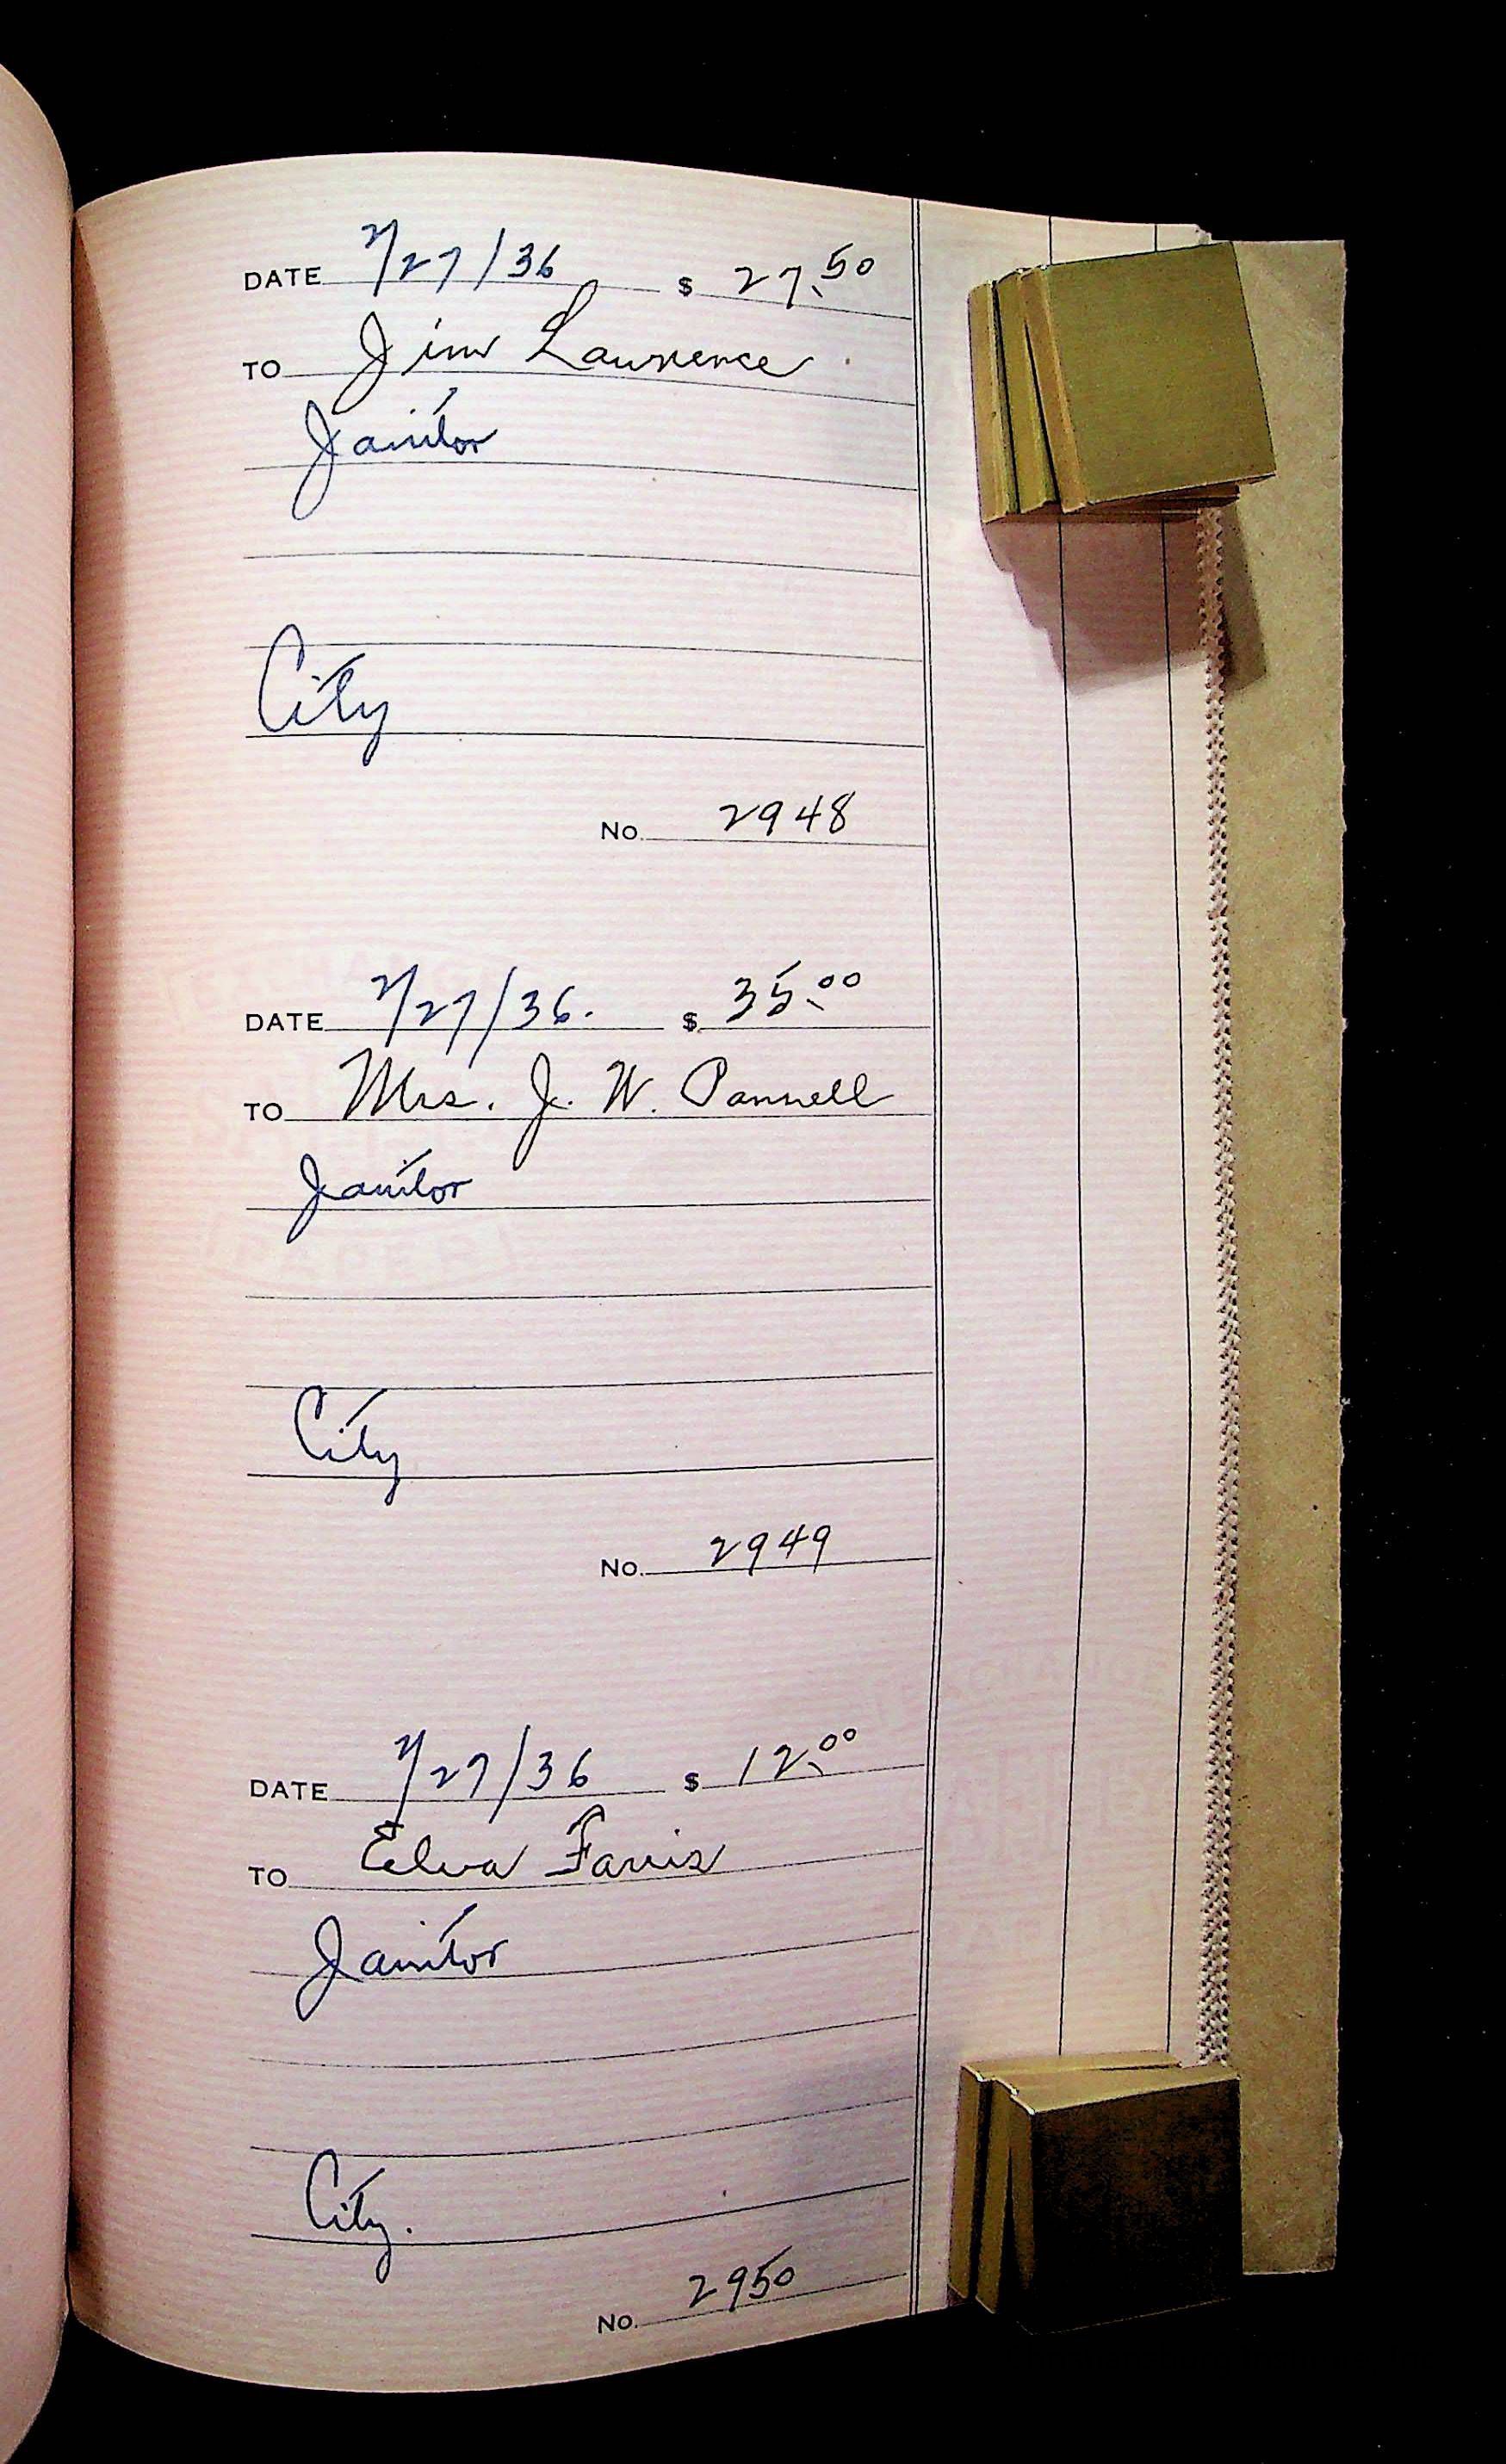 DATE 7/27/36 $ 27.50
TO Jim Lawrence
Janitor
City
No. 2948
DATE 7/27/36. $ 35.00
TO Mrs. J. W. Pannell
Janitor
City
No. 2949
DATE 7/27/36 $ 12.00
TO Elva Faris
Janitor
City.
No. 2950